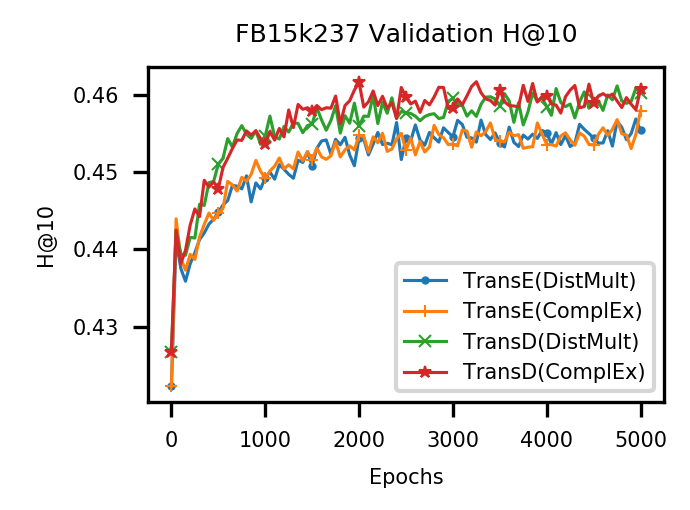 FB15k237 Validation H@10
0.46
0.45
0.44
0.43
H@10
TransE(DistMult)
TransE(ComplEx)
TransD(DistMult)
TransD(ComplEx)
0 1000 2000 3000 4000 5000
Epochs